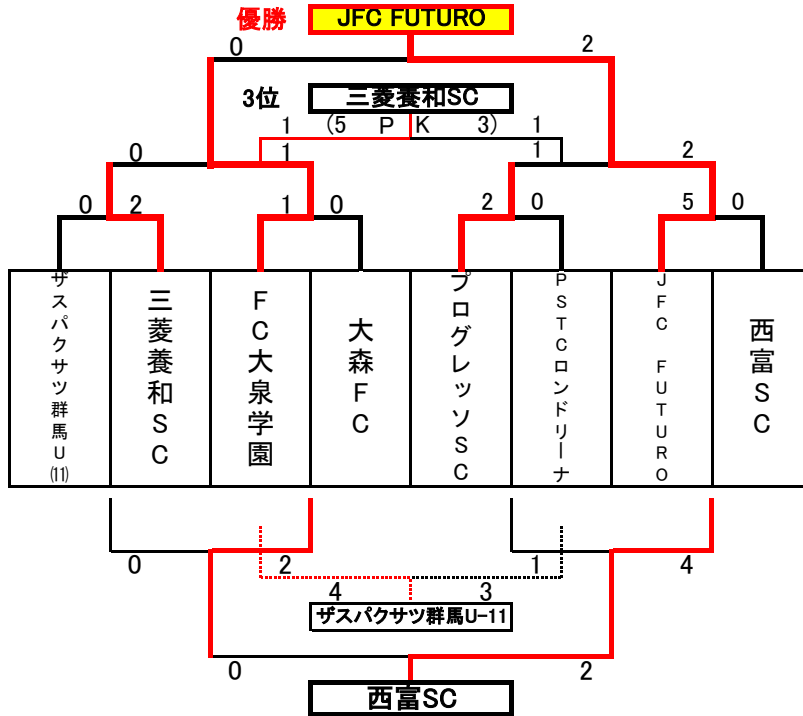 優勝 JFC FUTURO
0 2
3位 三菱養和SC
1 (5 P K 3) 1
0 1 1 2
0 2 1 0 2 0 5 0
ザスパクサツ群馬U(11)
三菱養和SC
FC大泉学園
大森FC
プログレッソSC
PSTCロンドリーナ
JFC FUTURO
西富SC
0 2 1 4
4 3
ザスパクサツ群馬U-11
0 2
西富SC